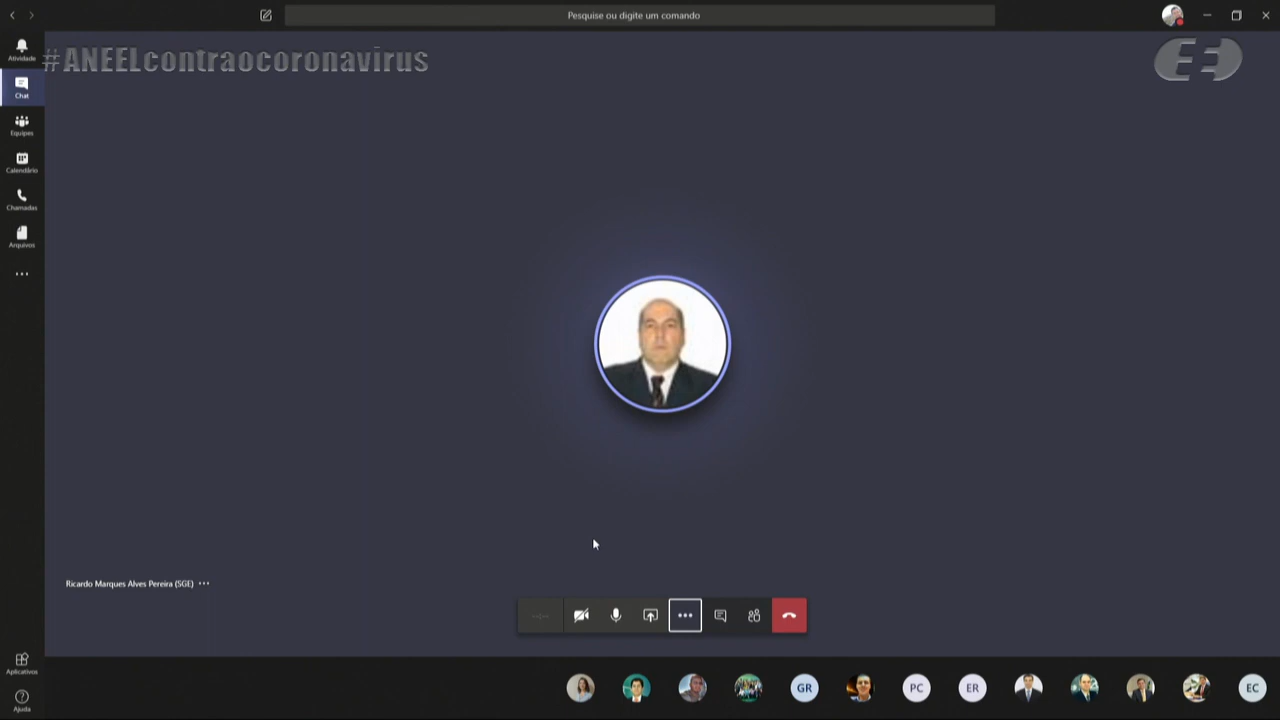 Pesquise ou digite um comando
#ANEELcontraocoronavirus
Atividade
Chat
Equipes
Calendário
Chamadas
Arquivos
Ricardo Marques Alves Pereira (SGE)
Aplicativos
Ajuda
GR
PC
ER
EC